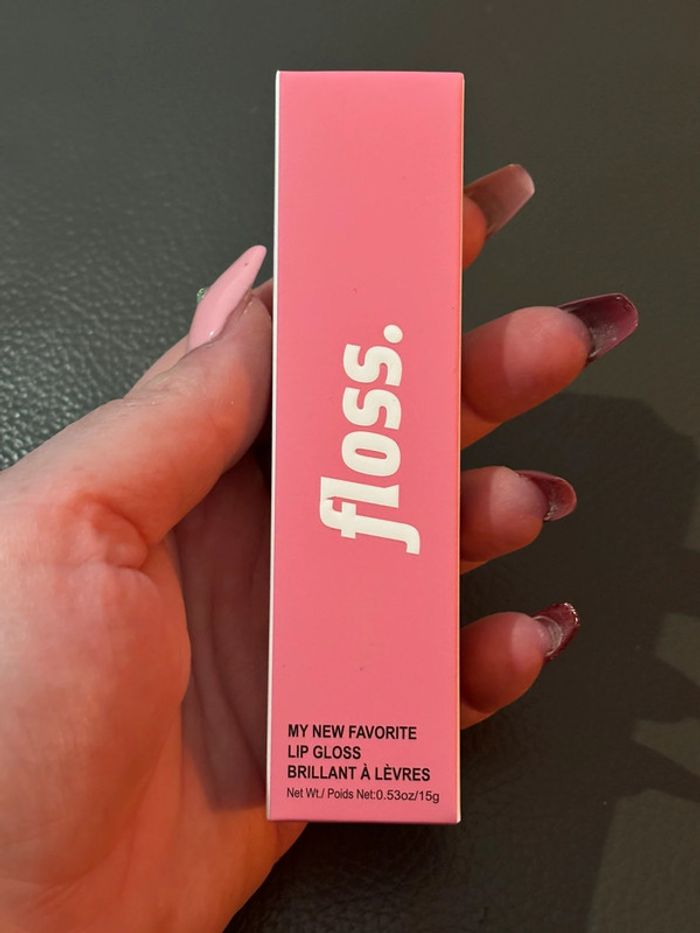 floss.
MY NEW FAVORITE
LIP GLOSS
BRILLANT À LÈVRES
Net Wt./ Poids Net:0.53oz/15g